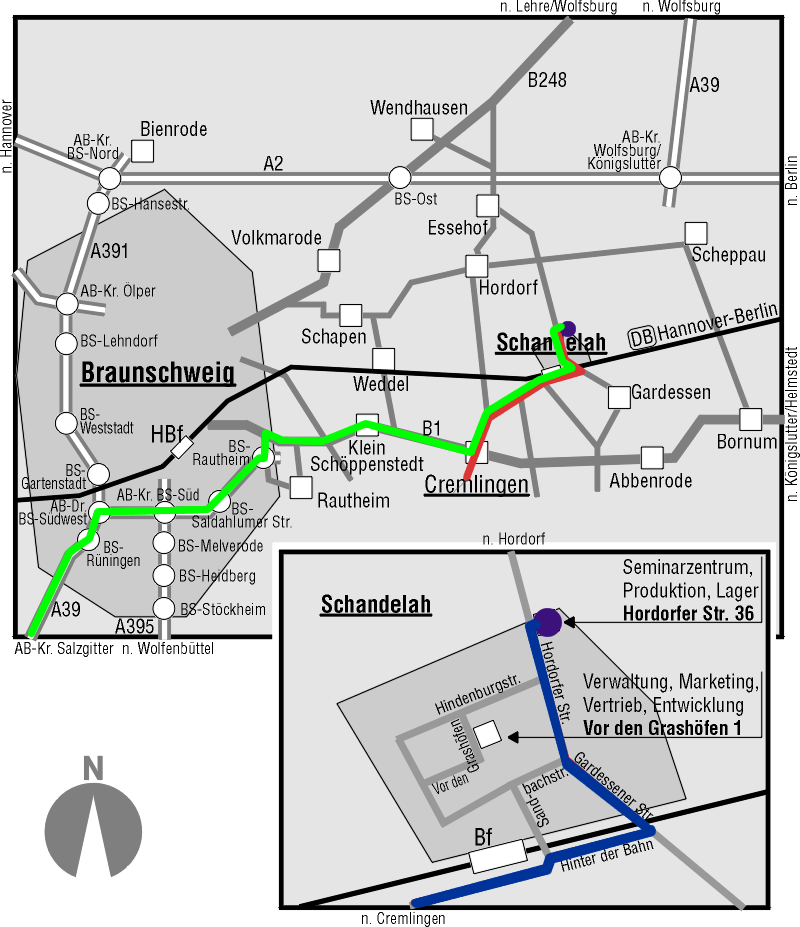 n. Lehre/Wolfsburg
n. Wolfsburg
n. Hannover
B248
A39
Wendhausen
Bienrode
AB-Kr.
BS-Nord
AB-Kr.
Wolfsburg/
Königslutter
A2
n. Berlin
BS-Ost
BS-Hansestr.
Essehof
Volkmarode
A391
Scheppau
Hordorf
AB-Kr. Ölper
DB Hannover-Berlin
Schapen
BS-Lehndorf
Schandelah
Braunschweig
Weddel
n. Königslutter/Helmstedt
Gardessen
BS-
Weststadt
HBf
B1
Bornum
BS-
Rautheim
Klein
Schöppenstedt
BS-
Gartenstadt
Cremlingen
Abbenrode
Rautheim
AB-Kr. BS-Süd
AB-Dr.
BS-Südwest
BS-
Saldahlumer Str.
BS-
Rüningen
BS-Melverode
BS-Heidberg
A39
BS-Stöckheim
A395
AB-Kr. Salzgitter
n. Wolfenbüttel
n. Hordorf
Schandelah
Seminarzentrum,
Produktion, Lager
Hordorfer Str. 36
Hordorfer Str.
Hindenburgstr.
Verwaltung, Marketing,
Vertrieb, Entwicklung
Vor den Grashöfen 1
Vor den
Grashöfen
Gardessener Str.
Sand-
bachstr.
Bf
Hinter der Bahn
n. Cremlingen
N